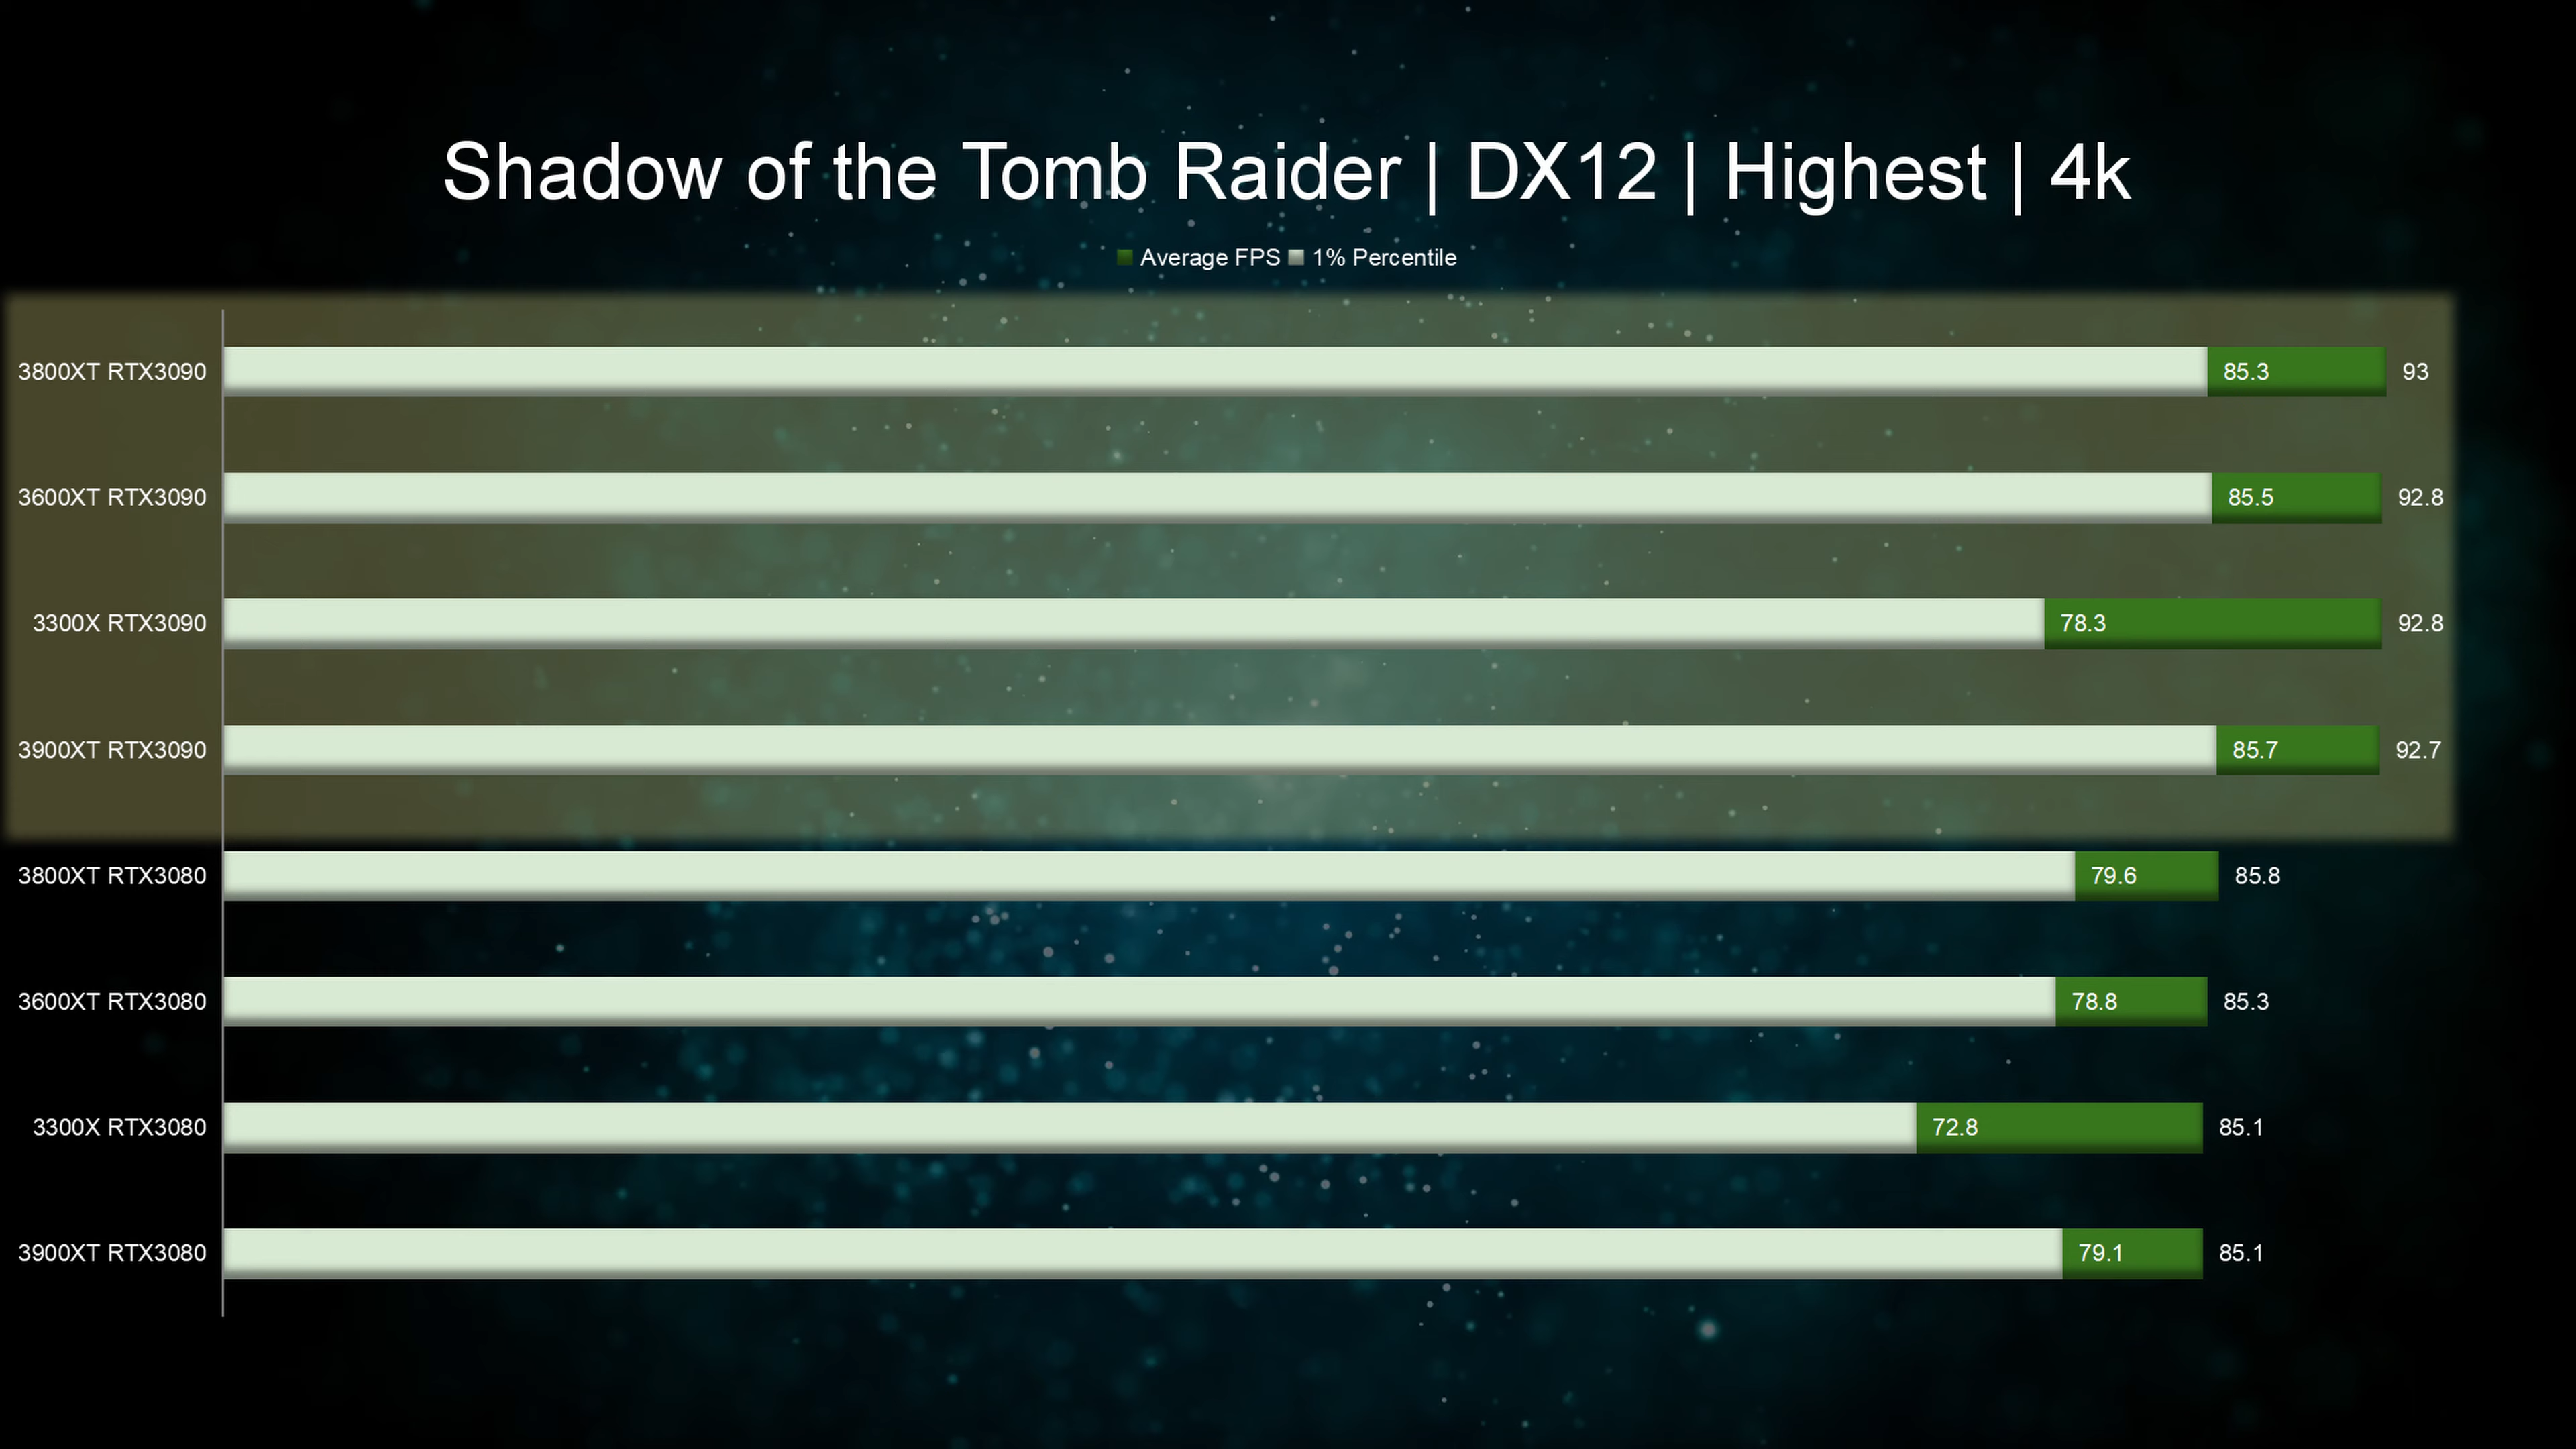 Shadow of the Tomb Raider | DX12 | Highest | 4k
Average FPS 1% Percentile
3800XT RTX3090 85.3 93
3600XT RTX3090 85.5 92.8
3300X RTX3090 78.3 92.8
3900XT RTX3090 85.7 92.7
3800XT RTX3080 79.6 85.8
3600XT RTX3080 78.8 85.3
3300X RTX3080 72.8 85.1
3900XT RTX3080 79.1 85.1